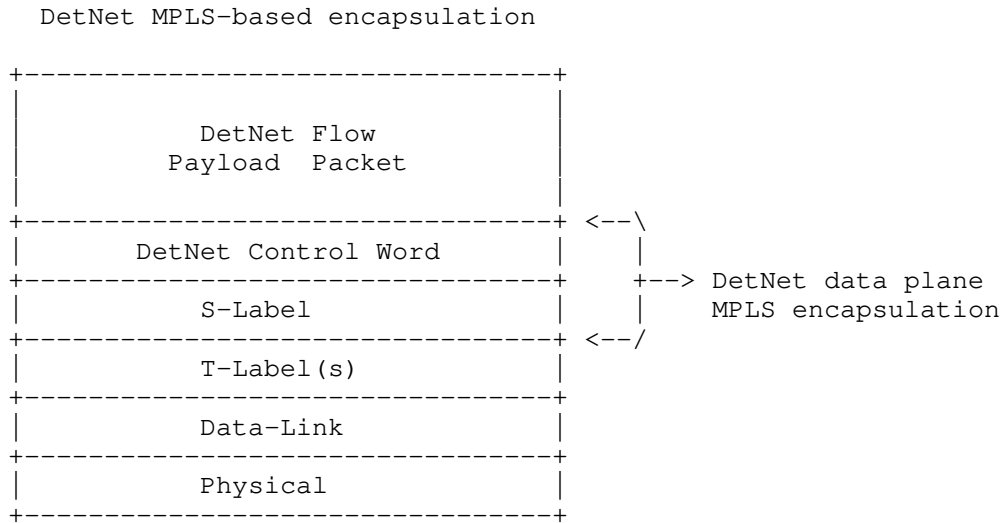 DetNet MPLS-based encapsulation
DetNet Flow
Payload Packet
DetNet Control Word
S-Label
DetNet data plane
MPLS encapsulation
T-Label(s)
Data-Link
Physical